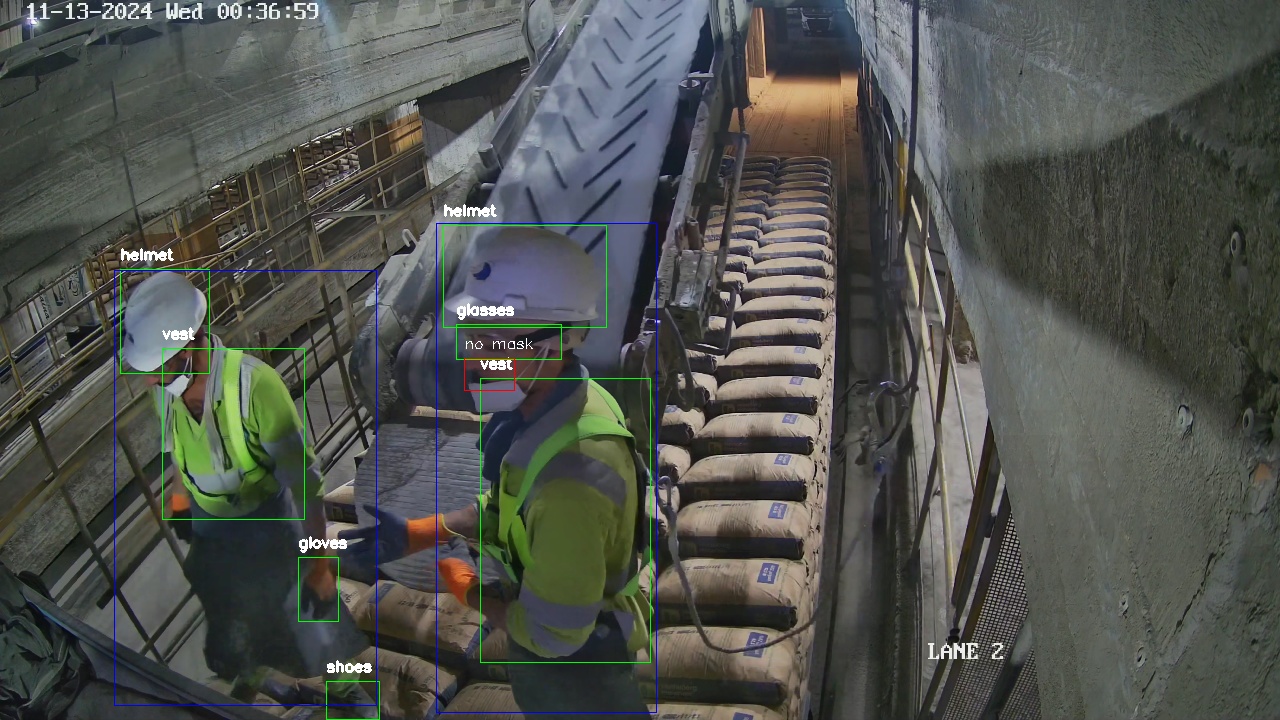 11-13-2024 Wed 00:36:59
helmet
helmet
glasses
vest
no mask
vest
gloves
LANE 2
shoes